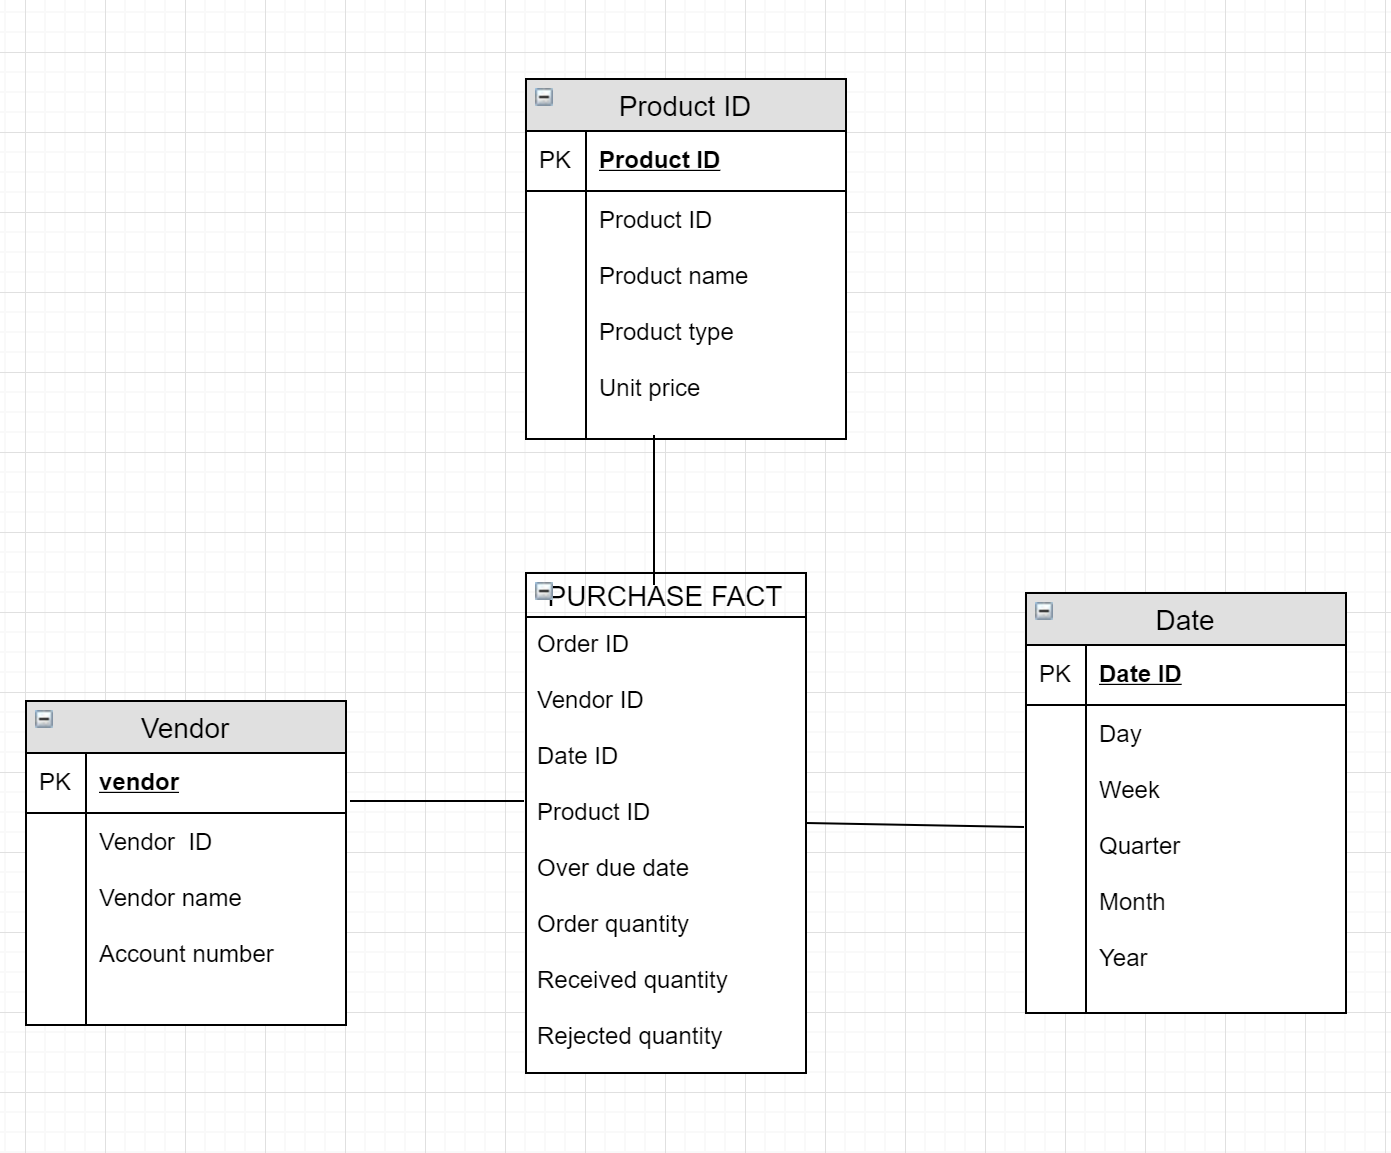 Product ID
PK Product ID
Product ID
Product name
Product type
Unit price
PURCHASE FACT
Order ID
Vendor ID
Date ID
Product ID
Over due date
Order quantity
Received quantity
Rejected quantity
Vendor
PK vendor
Vendor  ID
Vendor name
Account number
Date
PK Date ID
Day
Week
Quarter
Month
Year